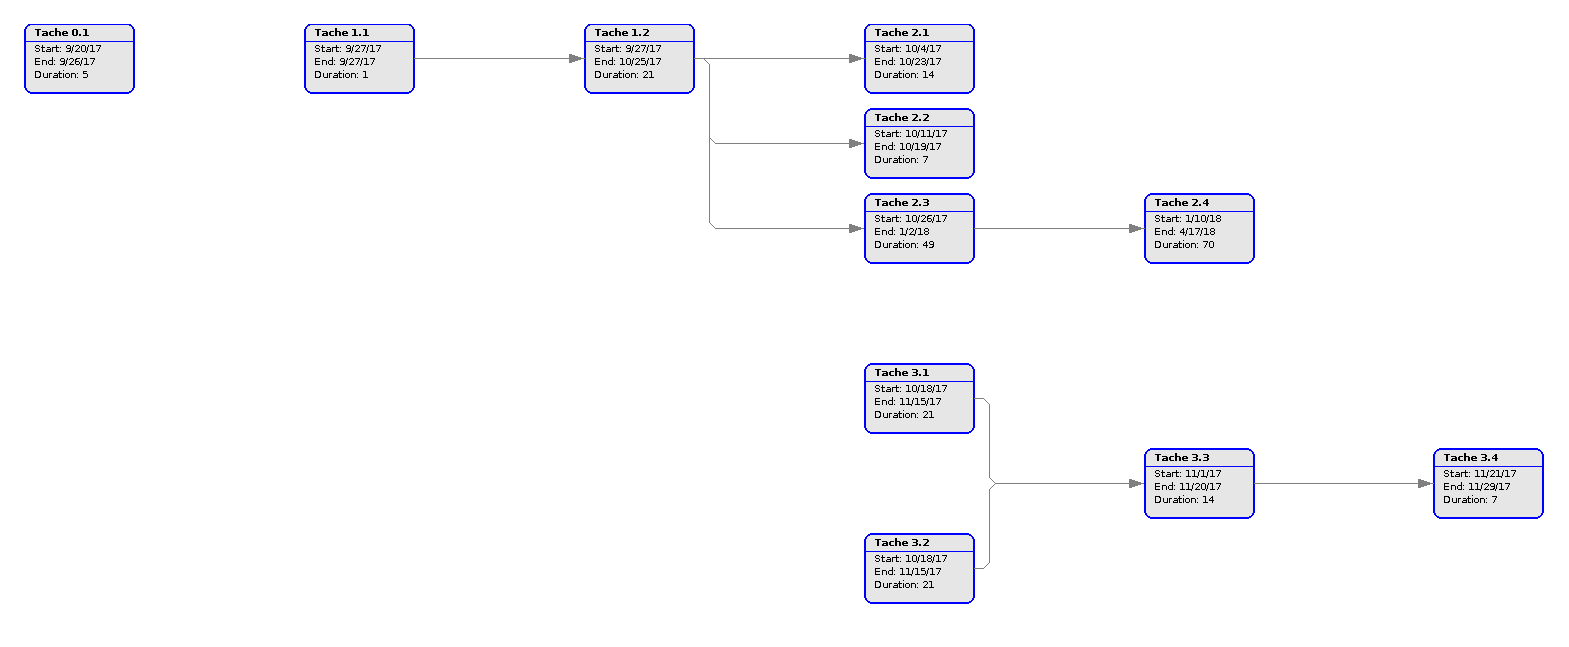 Tache 0.1
Start: 9/20/17
End: 9/26/17
Duration: 5
Tache 1.1
Start: 9/27/17
End: 9/27/17
Duration: 1
Tache 1.2
Start: 9/27/17
End: 10/25/17
Duration: 21
Tache 2.1
Start: 10/4/17
End: 10/23/17
Duration: 14
Tache 2.2
Start: 10/11/17
End: 10/19/17
Duration: 7
Tache 2.3
Start: 10/26/17
End: 1/2/18
Duration: 49
Tache 2.4
Start: 1/10/18
End: 4/17/18
Duration: 70
Tache 3.1
Start: 10/18/17
End: 11/15/17
Duration: 21
Tache 3.3
Start: 11/1/17
End: 11/20/17
Duration: 14
Tache 3.4
Start: 11/21/17
End: 11/29/17
Duration: 7
Tache 3.2
Start: 10/18/17
End: 11/15/17
Duration: 21